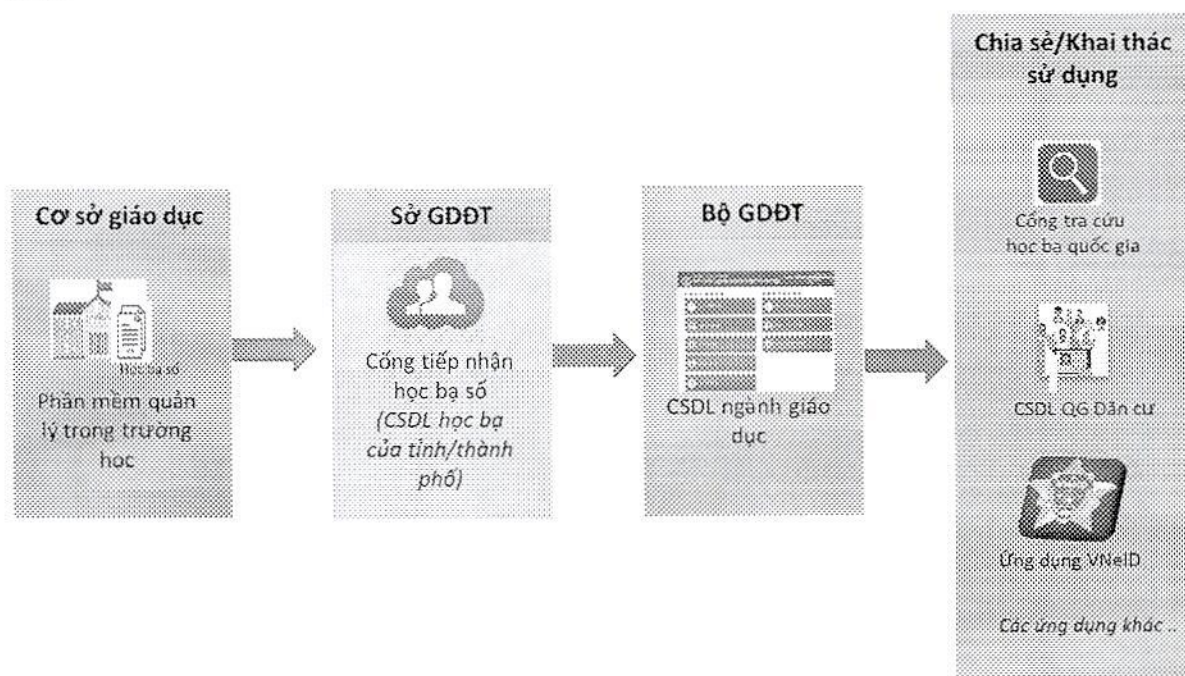 Cơ sở giáo dục
Học bạ số
Phần mềm quản
lý trong trường
học
Sở GDĐT
Cổng tiếp nhận
học bạ số
(CSDL học bạ
của tỉnh/thành
phố)
Bộ GDĐT
CSDL ngành giáo
dục
Chia sẻ/Khai thác
sử dụng
Cổng tra cứu
học bạ quốc gia
CSDL QG Dân cư
Ứng dụng VNeID
Các ứng dụng khác ..